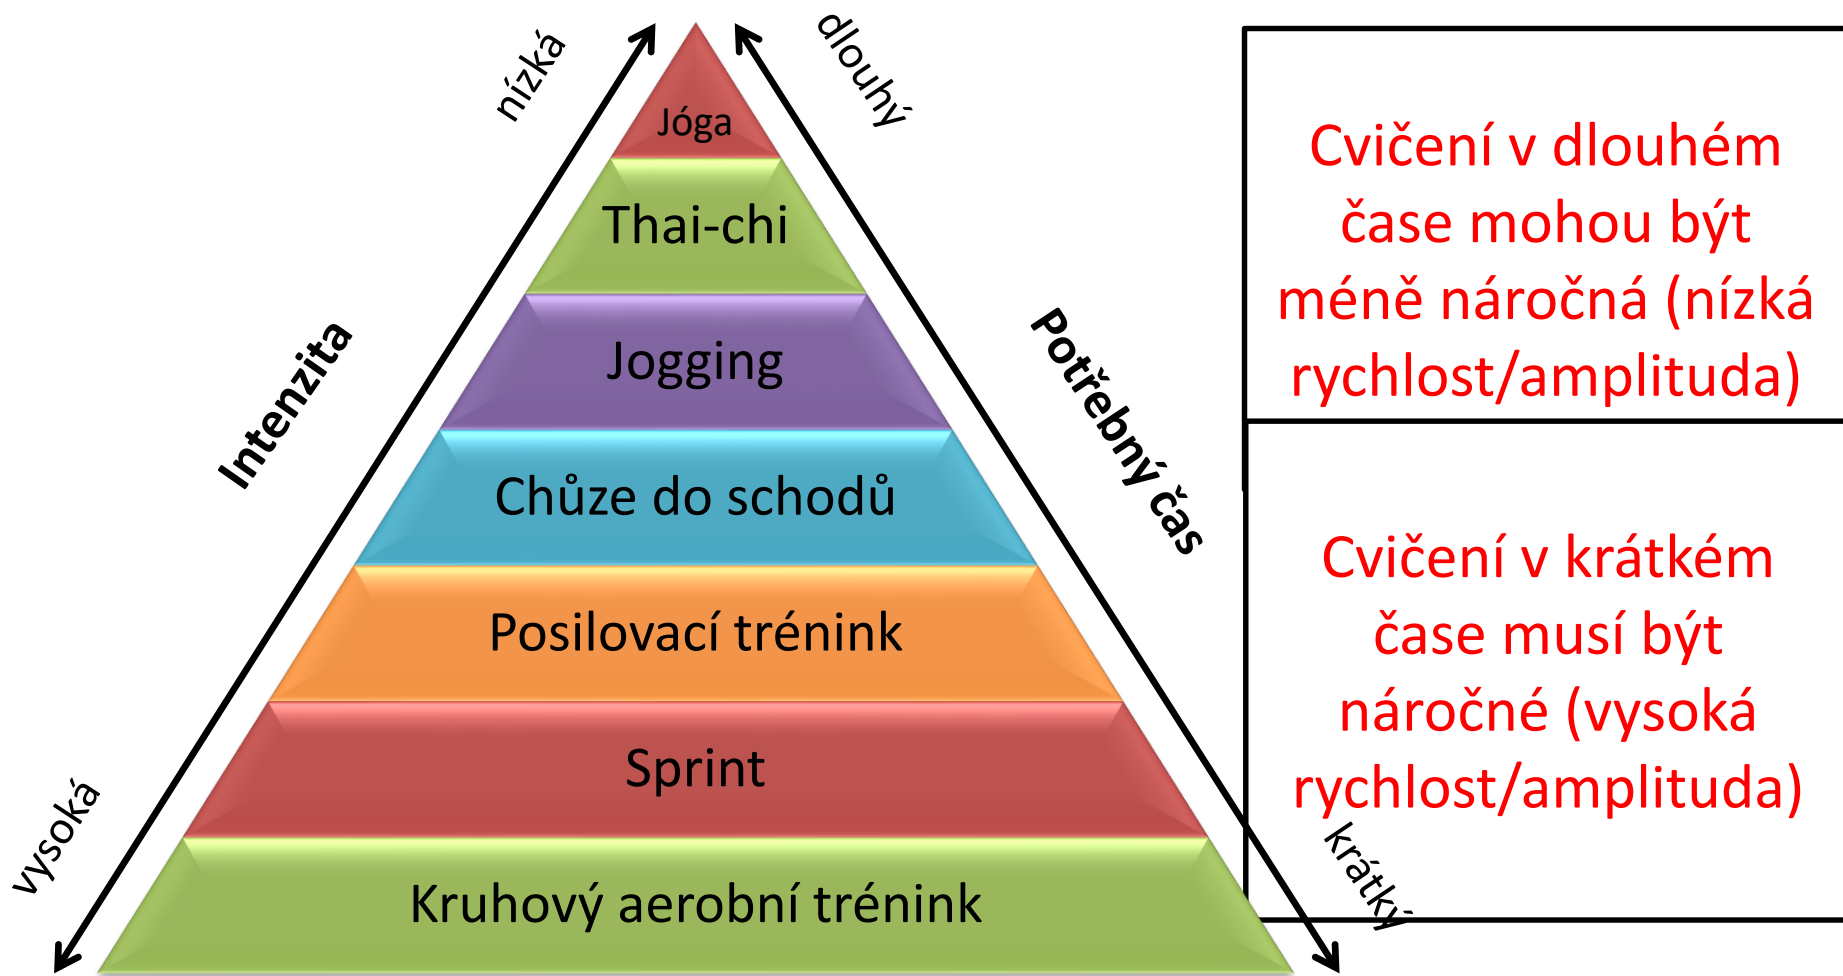 nízká
dlouhý
Intenzita
Potřebný čas
vysoká
krátký
Jóga
Thai-chi
Jogging
Chůze do schodů
Posilovací trénink
Sprint
Kruhový aerobní trénink
Cvičení v dlouhém
čase mohou být
méně náročná (nízká
rychlost/amplituda)
Cvičení v krátkém
čase musí být
náročné (vysoká
rychlost/amplituda)